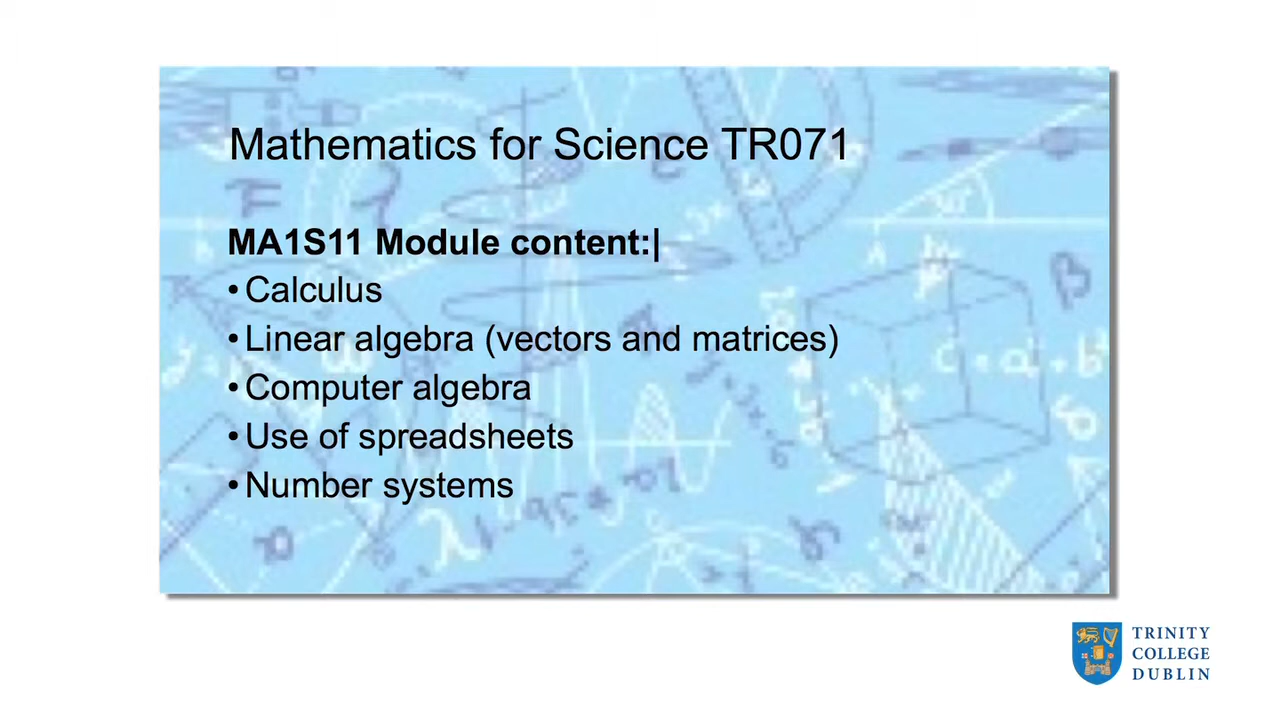 Mathematics for Science TR071
MA1S11 Module content:|
• Calculus
• Linear algebra (vectors and matrices)
• Computer algebra
• Use of spreadsheets
• Number systems
TRINITY
COLLEGE
DUBLIN